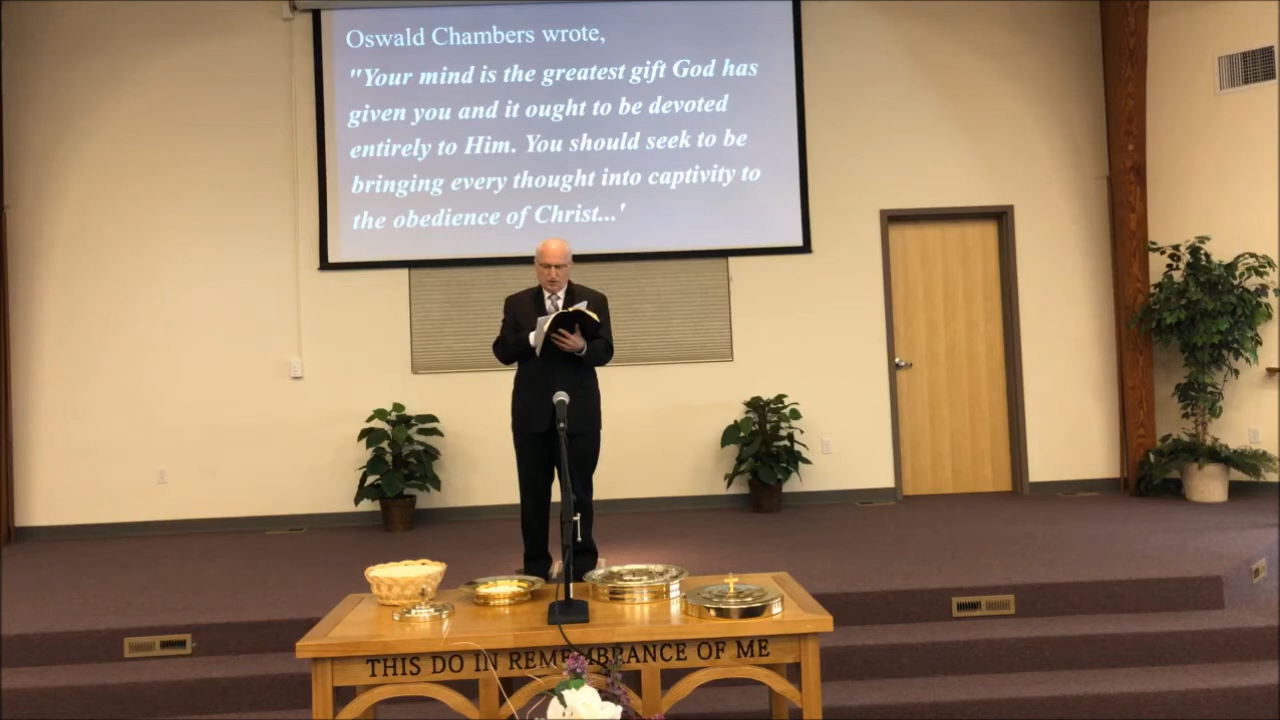 Oswald Chambers wrote,
"Your mind is the greatest gift God has
given you and it ought to be devoted
entirely to Him. You should seek to be
bringing every thought into captivity to
the obedience of Christ...'
THIS DO IN REMEMBRANCE OF ME